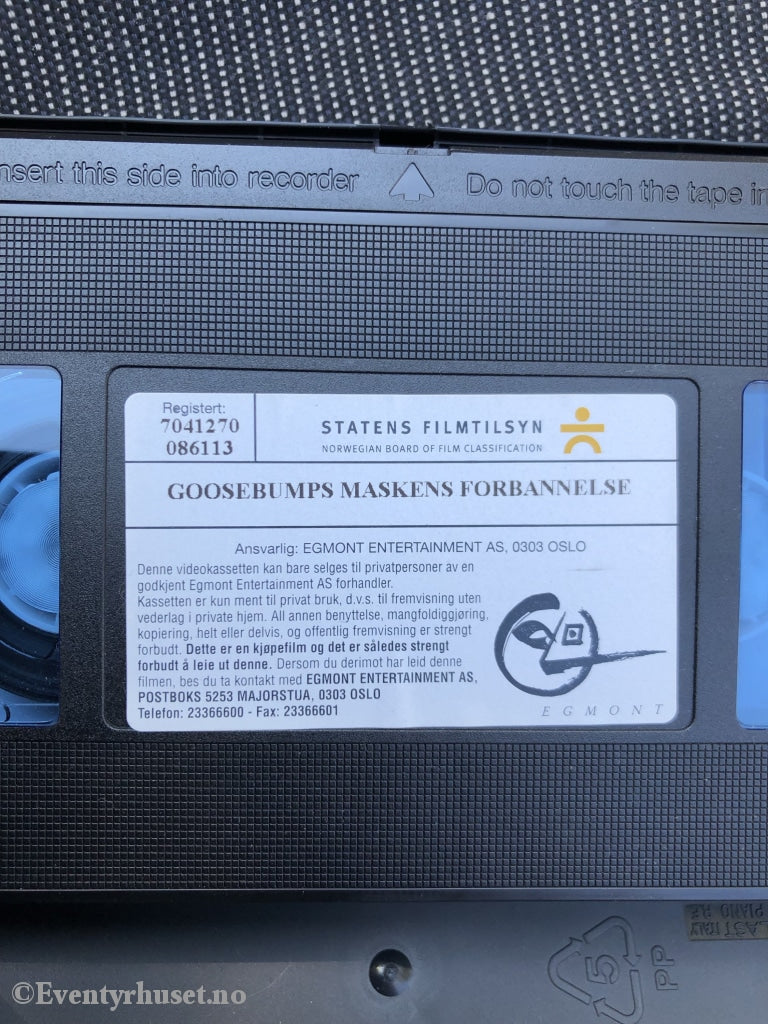 nsert this side into recorder
Do not touch the tape in
Registert:
7041270
086113
STATENS FILMTILSYN
NORWEGIAN BOARD OF FILM CLASSIFICATION
GOOSEBUMPS MASKENS FORBANNELSE
Ansvarlig: EGMONT ENTERTAINMENT AS, 0303 OSLO
Denne videokassetten kan bare selges til privatpersoner av en
godkjent Egmont Entertainment AS forhandler.
Kassetten er kun ment til privat bruk, d.v.s. til fremvisning uten
vederlag i private hjem. All annen benyttelse, mangfoldiggjøring,
kopiering, helt eller delvis, og offentlig fremvisning er strengt
forbudt. Dette er en kjøpefilm og det er således strengt
forbudt å leie ut denne. Dersom du derimot har leid denne
filmen, bes du ta kontakt med EGMONT ENTERTAINMENT AS,
POSTBOKS 5253 MAJORSTUA, 0303 OSLO
Telefon: 23366600 - Fax: 23366601
EGMONT
5
PP
©Eventyrhuset.no